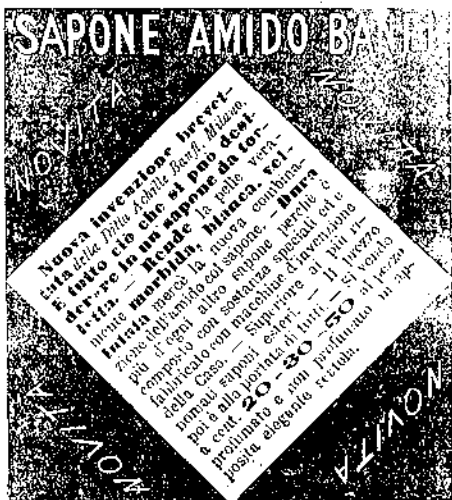 SAPONE AMIDO BANFI
NOVITÀ
NOVITÀ
Nuova invenzione brevet-
tata della Ditta Achille Banfi, Milano.
È tutto ciò che si può desi-
derare in un sapone da toe-
letta. — Rende la pelle vera-
mente morbida, bianca, vel-
lutata mercè la nuova combina-
zione dell'amido col sapone. — Dura
più d'ogni altro sapone perchè è
composto con sostanze speciali ed è
fabbricato con macchine d'invenzione
della Casa. — Superiore ai più ri-
nomati saponi esteri. — Il prezzo
poi è alla portata di tutti — si vende
a cent. 20-30-50 al pezzo
profumato e non profumato in ap-
posita elegante scatola.
NOVITÀ
NOVITÀ